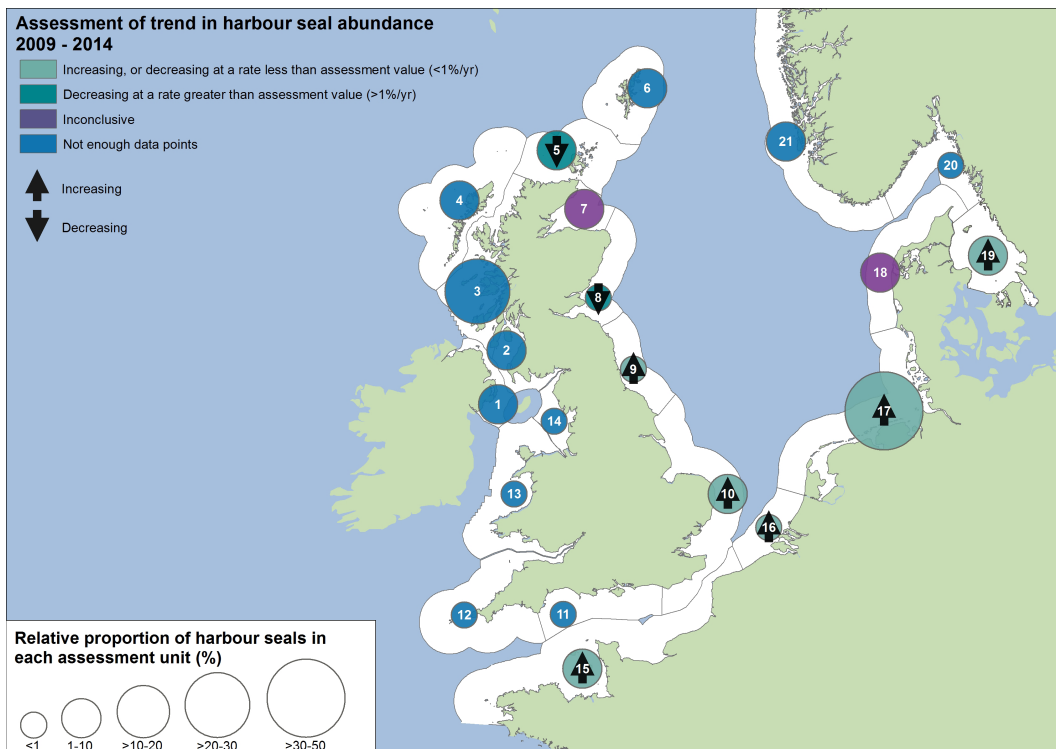 Assessment of trend in harbour seal abundance
2009 - 2014
Increasing, or decreasing at a rate less than assessment value (<1%/yr)
Decreasing at a rate greater than assessment value (>1%/yr)
Inconclusive
Not enough data points
Increasing
Decreasing
6
5
21
20
4
7
19
18
3
8
2
9
1
17
14
13
10
16
12
11
15
Relative proportion of harbour seals in
each assessment unit (%)
<1 1-10 >10-20 >20-30 >30-50